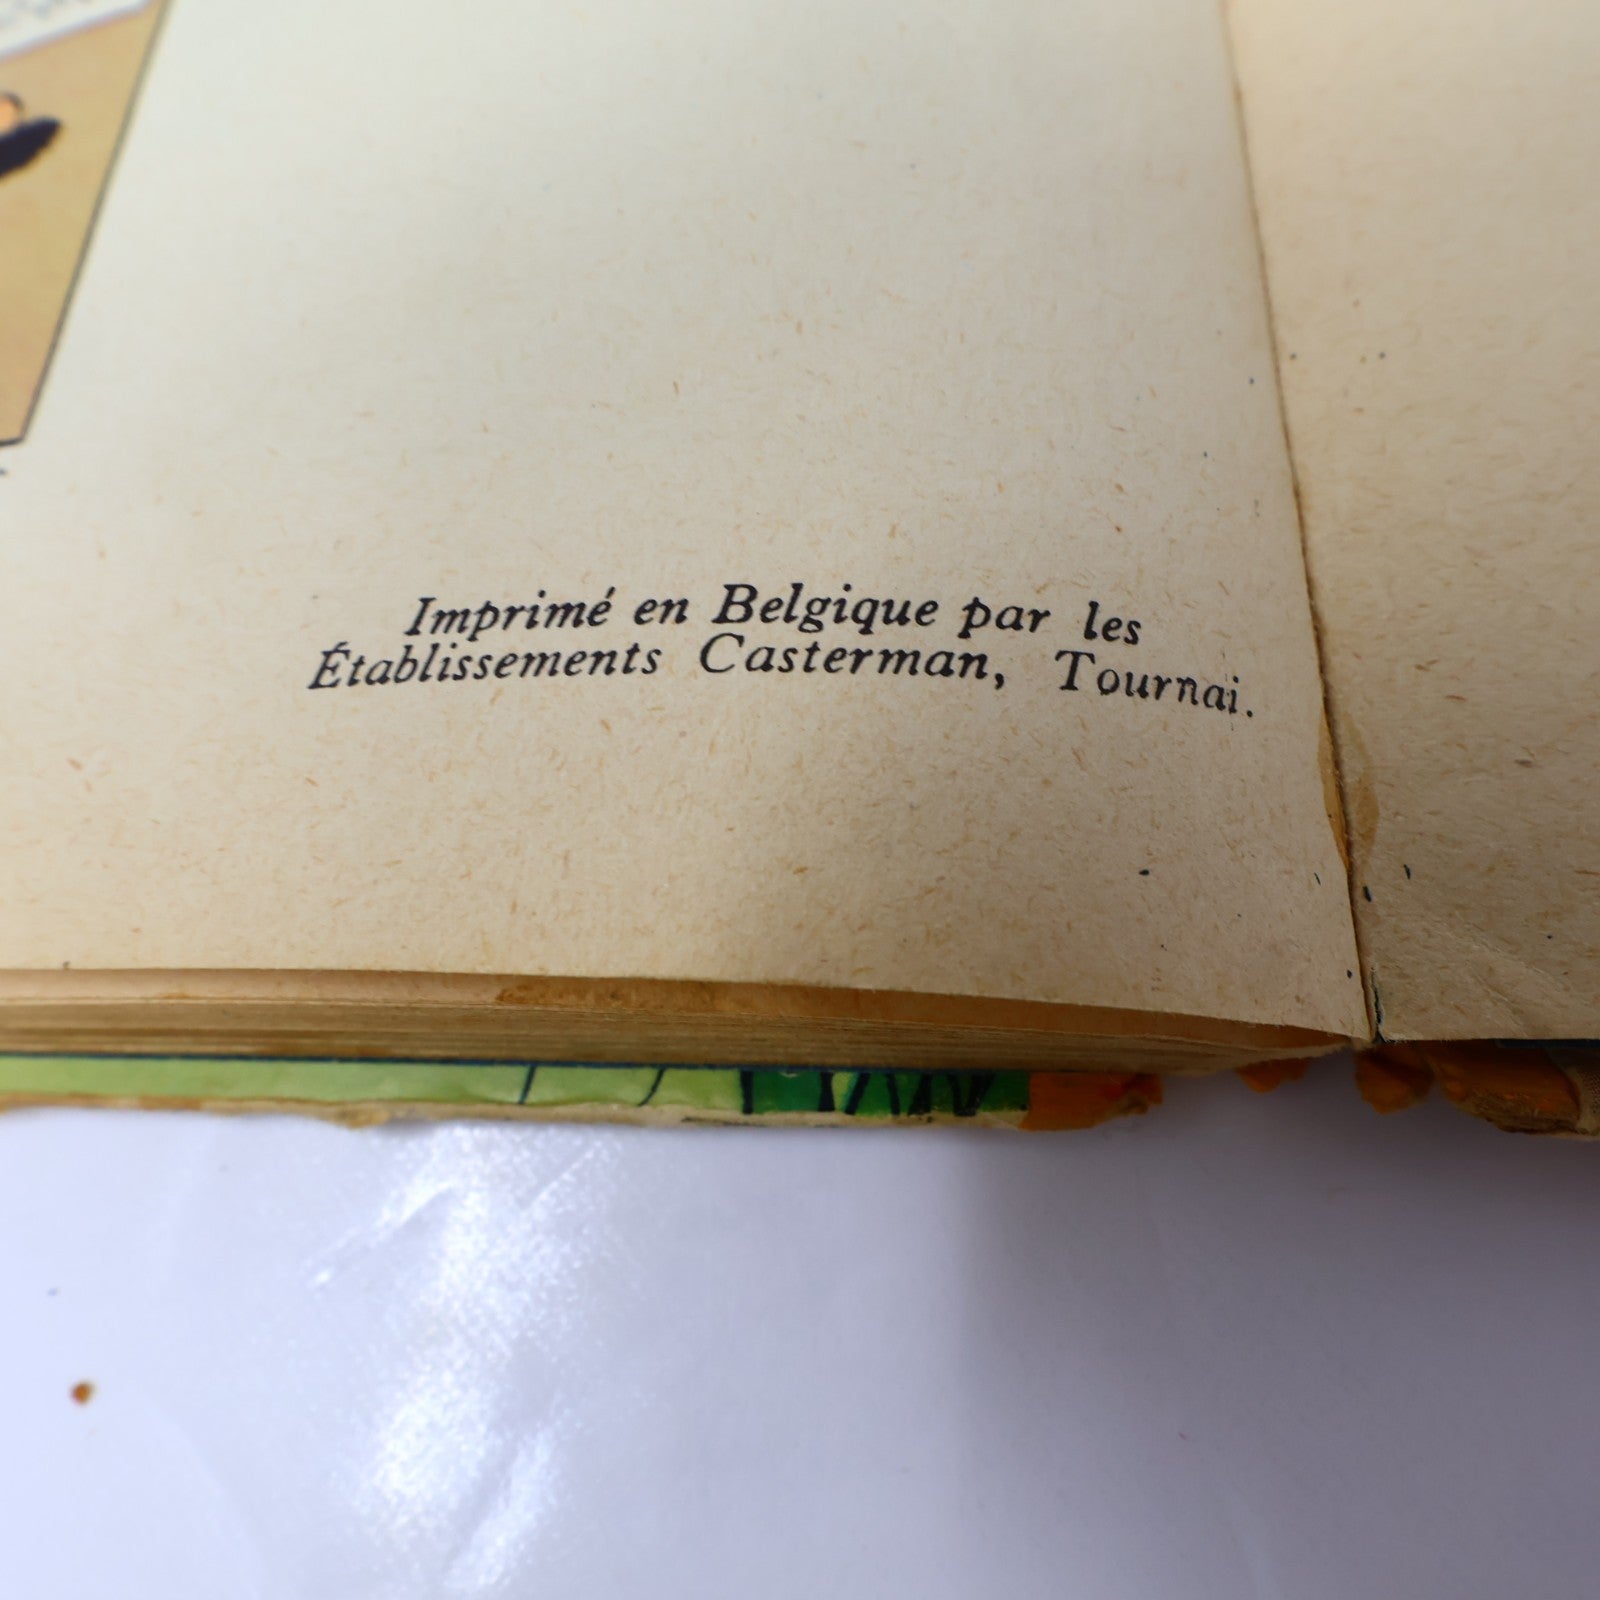 Imprimé en Belgique par les
Établissements Casterman, Tournai.